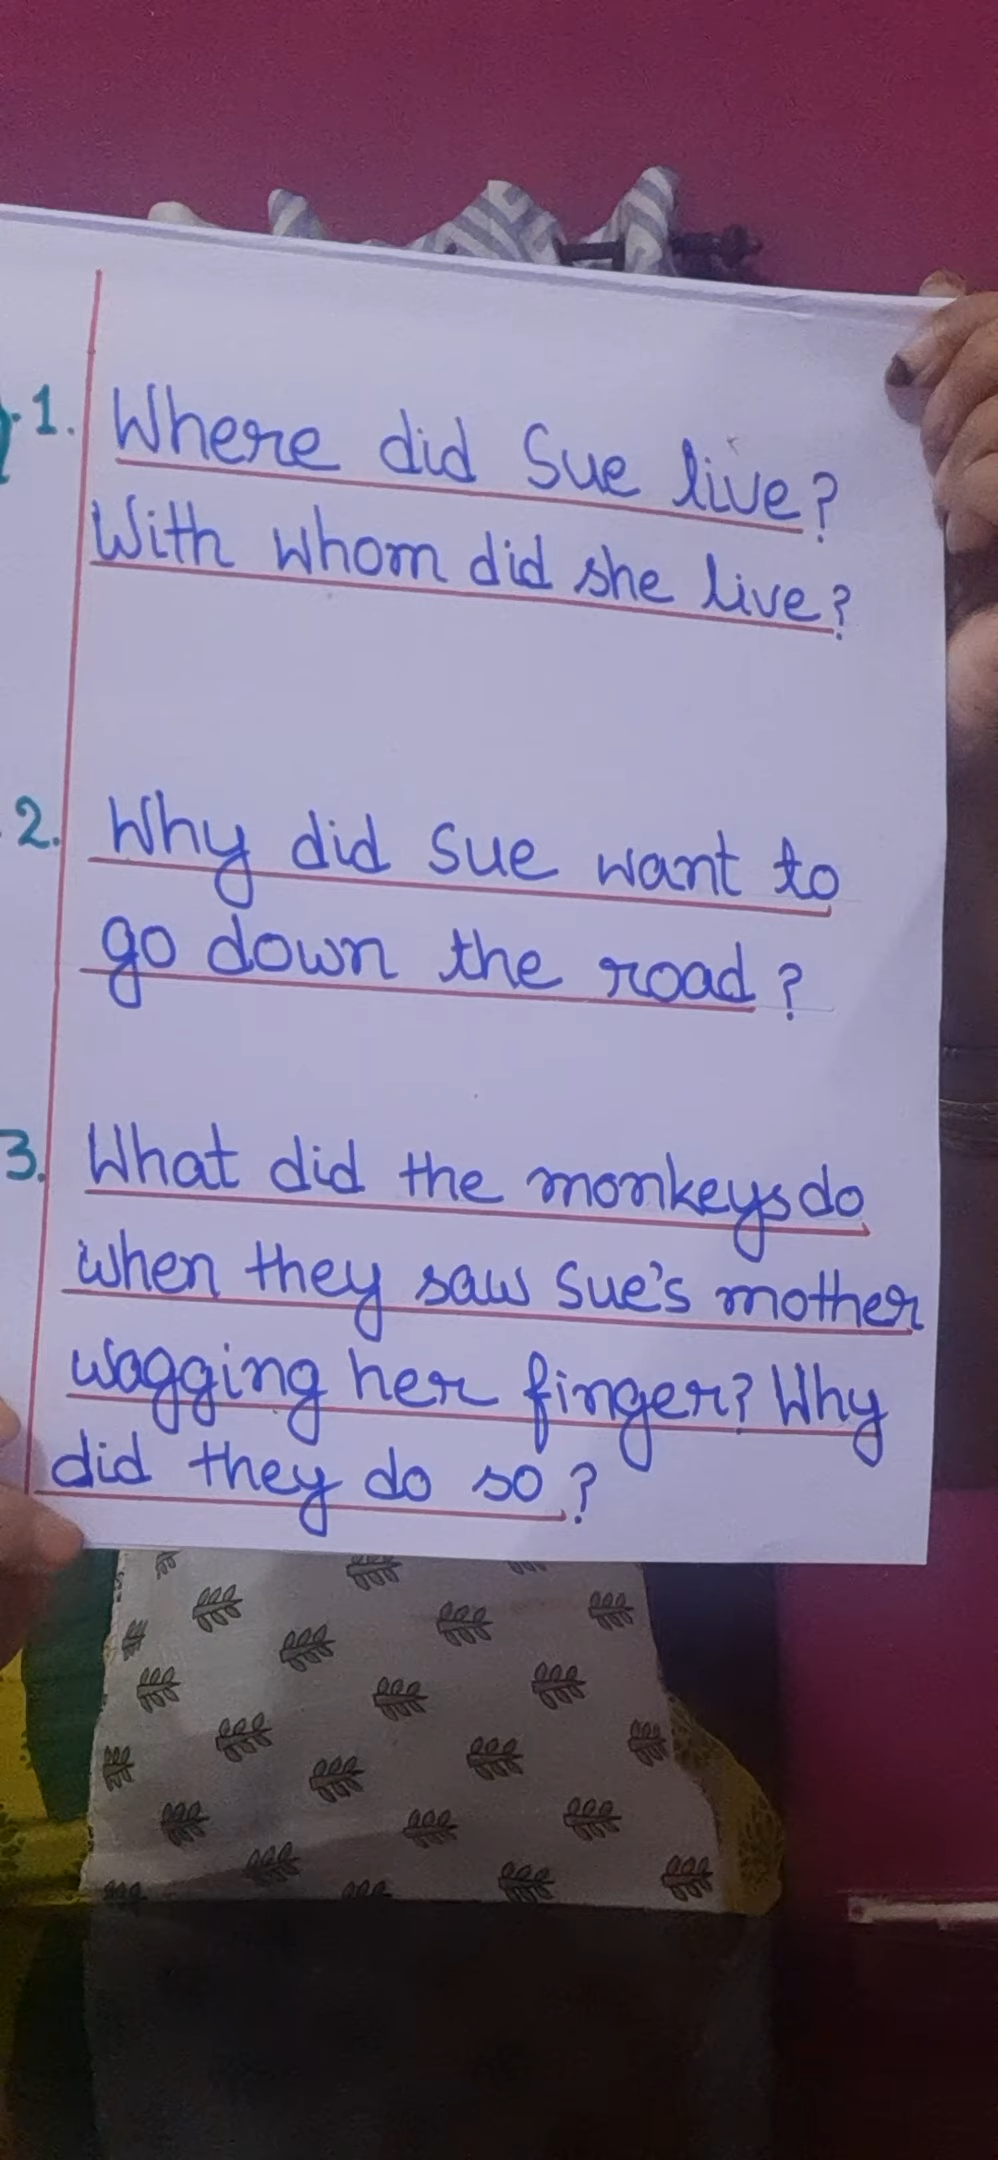 1. Where did Sue live?
With whom did she live?
2. Why did Sue want to
go down the road?
3. What did the monkeys do
when they saw Sue's mother
wagging her finger? Why
did they do so?